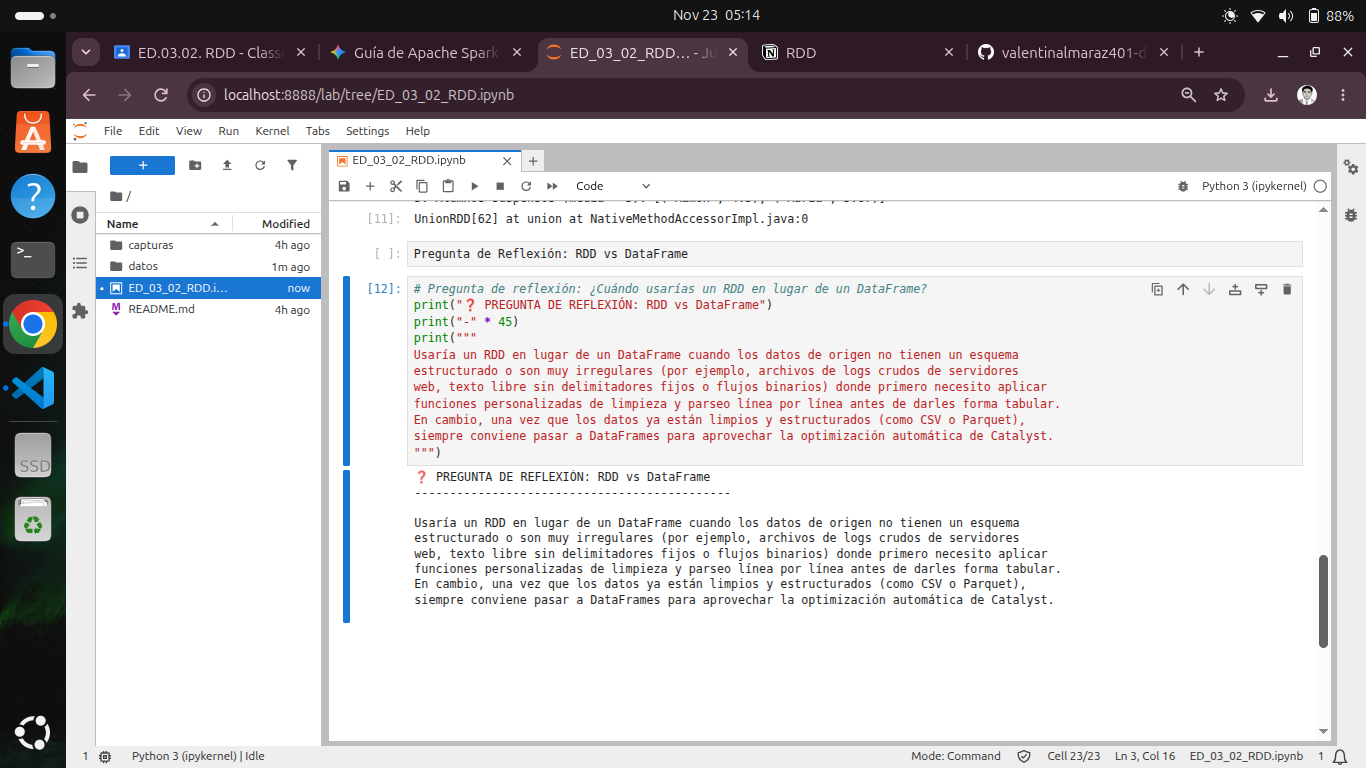 Nov 23 05:14
88%
ED.03.02. RDD - Classr
Guía de Apache Spark
ED_03_02_RDD… - Ju
RDD
valentinalmaraz401-d
localhost:8888/lab/tree/ED_03_02_RDD.ipynb
File Edit View Run Kernel Tabs Settings Help
ED_03_02_RDD.ipynb
Code
Python 3 (ipykernel)
/
Name Modified
capturas 4h ago
datos 1m ago
ED_03_02_RDD.i… now
README.md 4h ago
[11]: UnionRDD[62] at union at NativeMethodAccessorImpl.java:0
[ ]: Pregunta de Reflexión: RDD vs DataFrame
[12]: # Pregunta de reflexión: ¿Cuándo usarías un RDD en lugar de un DataFrame?
print("❓ PREGUNTA DE REFLEXIÓN: RDD vs DataFrame")
print("-" * 45)
print("""
Usaría un RDD en lugar de un DataFrame cuando los datos de origen no tienen un esquema
estructurado o son muy irregulares (por ejemplo, archivos de logs crudos de servidores
web, texto libre sin delimitadores fijos o flujos binarios) donde primero necesito aplicar
funciones personalizadas de limpieza y parseo línea por línea antes de darles forma tabular.
En cambio, una vez que los datos ya están limpios y estructurados (como CSV o Parquet),
siempre conviene pasar a DataFrames para aprovechar la optimización automática de Catalyst.
""")
❓ PREGUNTA DE REFLEXIÓN: RDD vs DataFrame
---------------------------------------------
Usaría un RDD en lugar de un DataFrame cuando los datos de origen no tienen un esquema
estructurado o son muy irregulares (por ejemplo, archivos de logs crudos de servidores
web, texto libre sin delimitadores fijos o flujos binarios) donde primero necesito aplicar
funciones personalizadas de limpieza y parseo línea por línea antes de darles forma tabular.
En cambio, una vez que los datos ya están limpios y estructurados (como CSV o Parquet),
siempre conviene pasar a DataFrames para aprovechar la optimización automática de Catalyst.
SSD
1 Python 3 (ipykernel) | Idle
Mode: Command Cell 23/23 Ln 3, Col 16 ED_03_02_RDD.ipynb 1